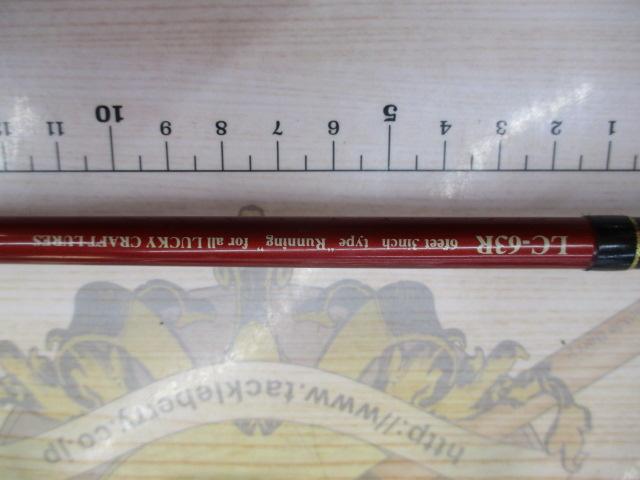 LC-63R 6feet 3inch type "Running" for all LUCKY CRAFT LURES
1 2 3 4 5 6 7 8 9 10 11
http://www.tackleberry.co.jp